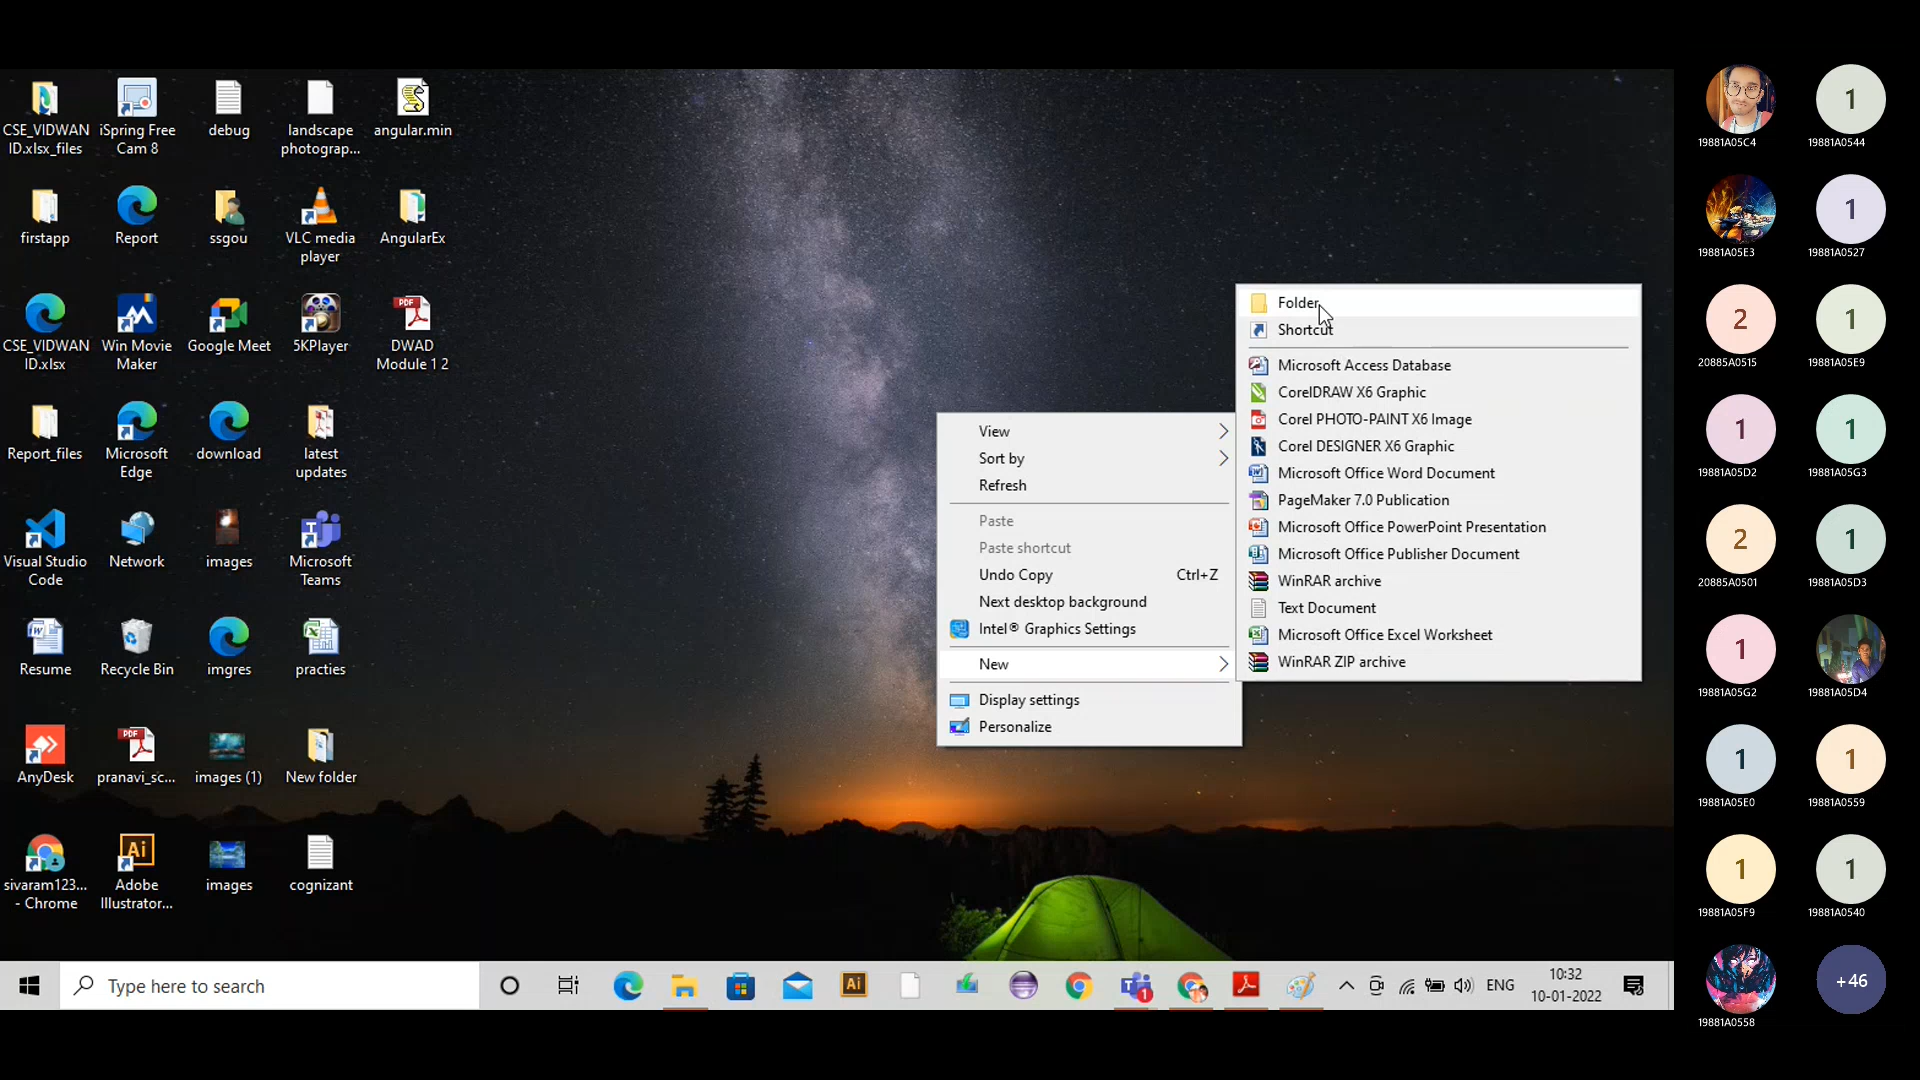 CSE_VIDWAN
ID.xlsx_files
iSpring Free
Cam 8
debug
landscape
photograp...
angular.min
firstapp
Report
ssgou
VLC media
player
AngularEx
CSE_VIDWAN
ID.xlsx
Win Movie
Maker
Google Meet
5KPlayer
PDF
DWAD
Module 1 2
Report_files
Microsoft
Edge
download
latest
updates
Visual Studio
Code
Network
images
Microsoft
Teams
Resume
Recycle Bin
imgres
practies
AnyDesk
PDF
pranavi_sc...
images (1)
New folder
sivaram123...
- Chrome
Ai
Adobe
Illustrator...
images
cognizant
View
Sort by
Refresh
Paste
Paste shortcut
Undo Copy Ctrl+Z
Next desktop background
Intel® Graphics Settings
New
Display settings
Personalize
Folder
Shortcut
Microsoft Access Database
CorelDRAW X6 Graphic
Corel PHOTO-PAINT X6 Image
Corel DESIGNER X6 Graphic
Microsoft Office Word Document
PageMaker 7.0 Publication
Microsoft Office PowerPoint Presentation
Microsoft Office Publisher Document
WinRAR archive
Text Document
Microsoft Office Excel Worksheet
WinRAR ZIP archive
Type here to search
Ai
1
ENG
10:32
10-01-2022
19881A05C4
1
19881A0544
19881A05E3
1
19881A0527
2
20885A0515
1
19881A05E9
1
19881A05D2
1
19881A05G3
2
20885A0501
1
19881A05D3
1
19881A05G2
19881A05D4
1
19881A05E0
1
19881A0559
1
19881A05F9
1
19881A0540
19881A0558
+46